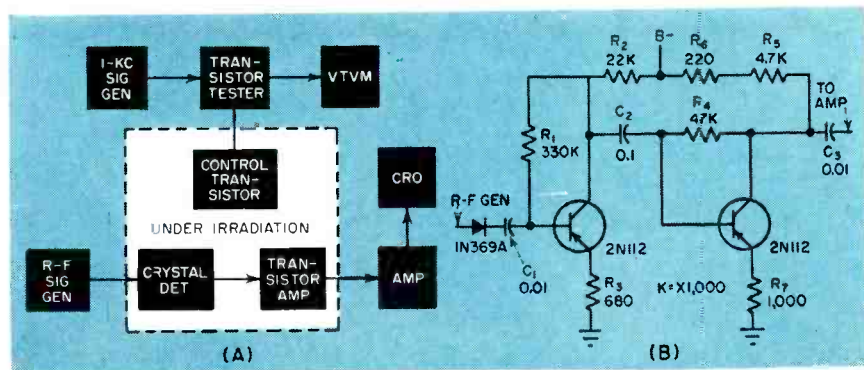 I-KC
SIG
GEN
TRAN-
SISTOR
TESTER
VTVM
CONTROL
TRAN-
SISTOR
CRO
UNDER IRRADIATION
R-F
SIG
GEN
CRYSTAL
DET
TRAN-
SISTOR
AMP
AMP
(A)
R2
22K
B-
R6
220
R5
4.7K
TO
AMP
R1
330K
C2
0.1
R4
47K
C3
0.01
R-F GEN
IN369A
C1
0.01
2N112
2N112
R3
680
K=X1,000
R7
1,000
(B)